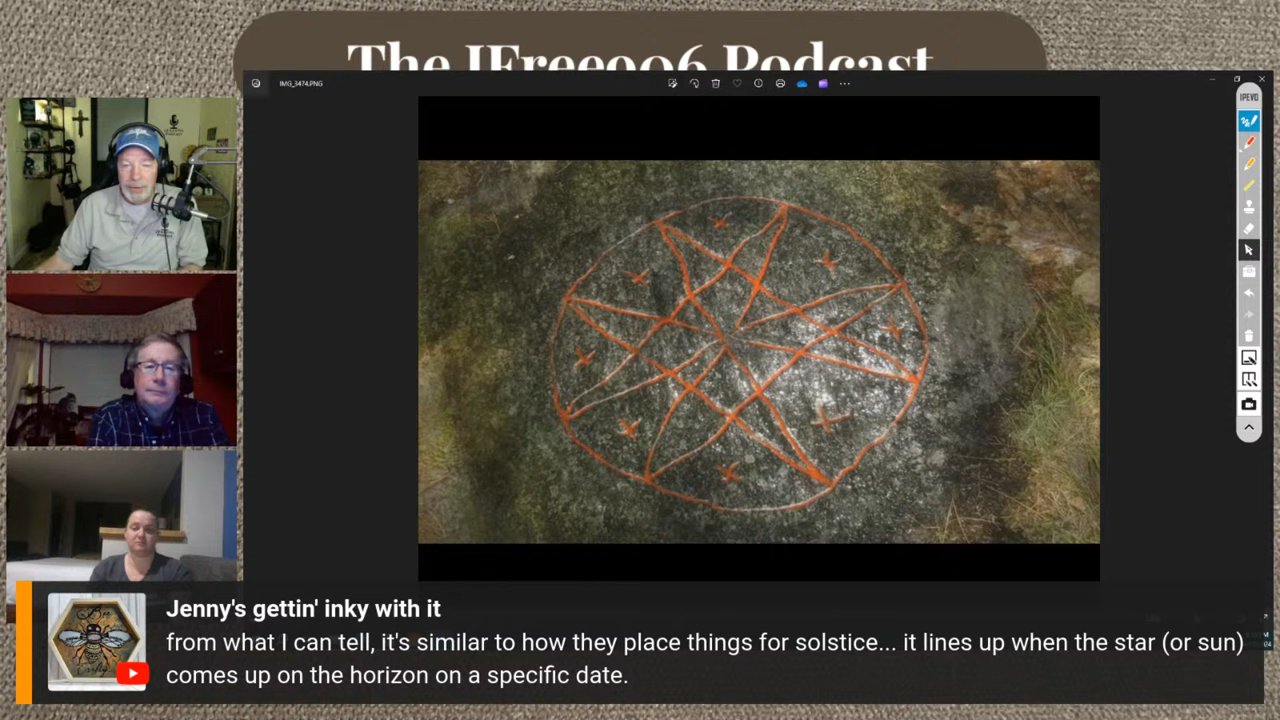 The JFree906 Podcast
IMG_3474.PNG
IPEVO
Jenny's gettin' inky with it
from what I can tell, it's similar to how they place things for solstice... it lines up when the star (or sun)
comes up on the horizon on a specific date.